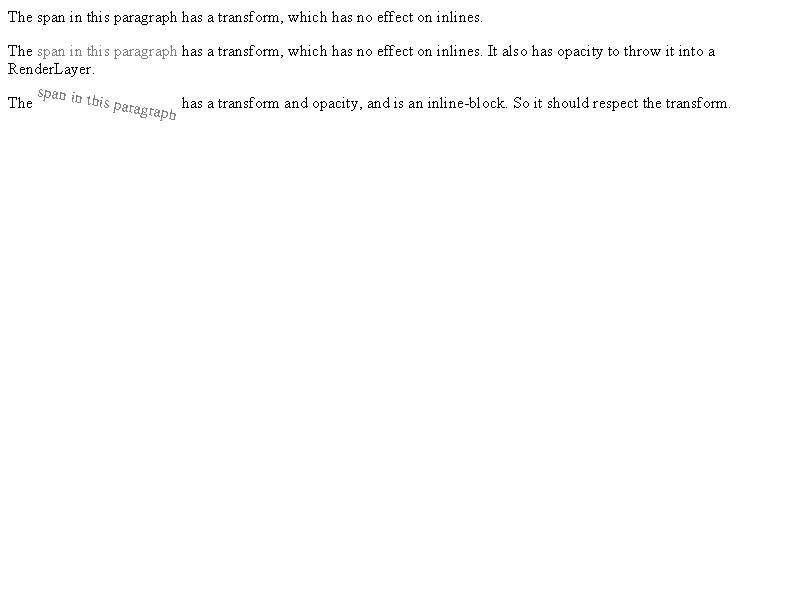 The span in this paragraph has a transform, which has no effect on inlines.
The span in this paragraph has a transform, which has no effect on inlines. It also has opacity to throw it into a
RenderLayer.
The span in this paragraph has a transform and opacity, and is an inline-block. So it should respect the transform.